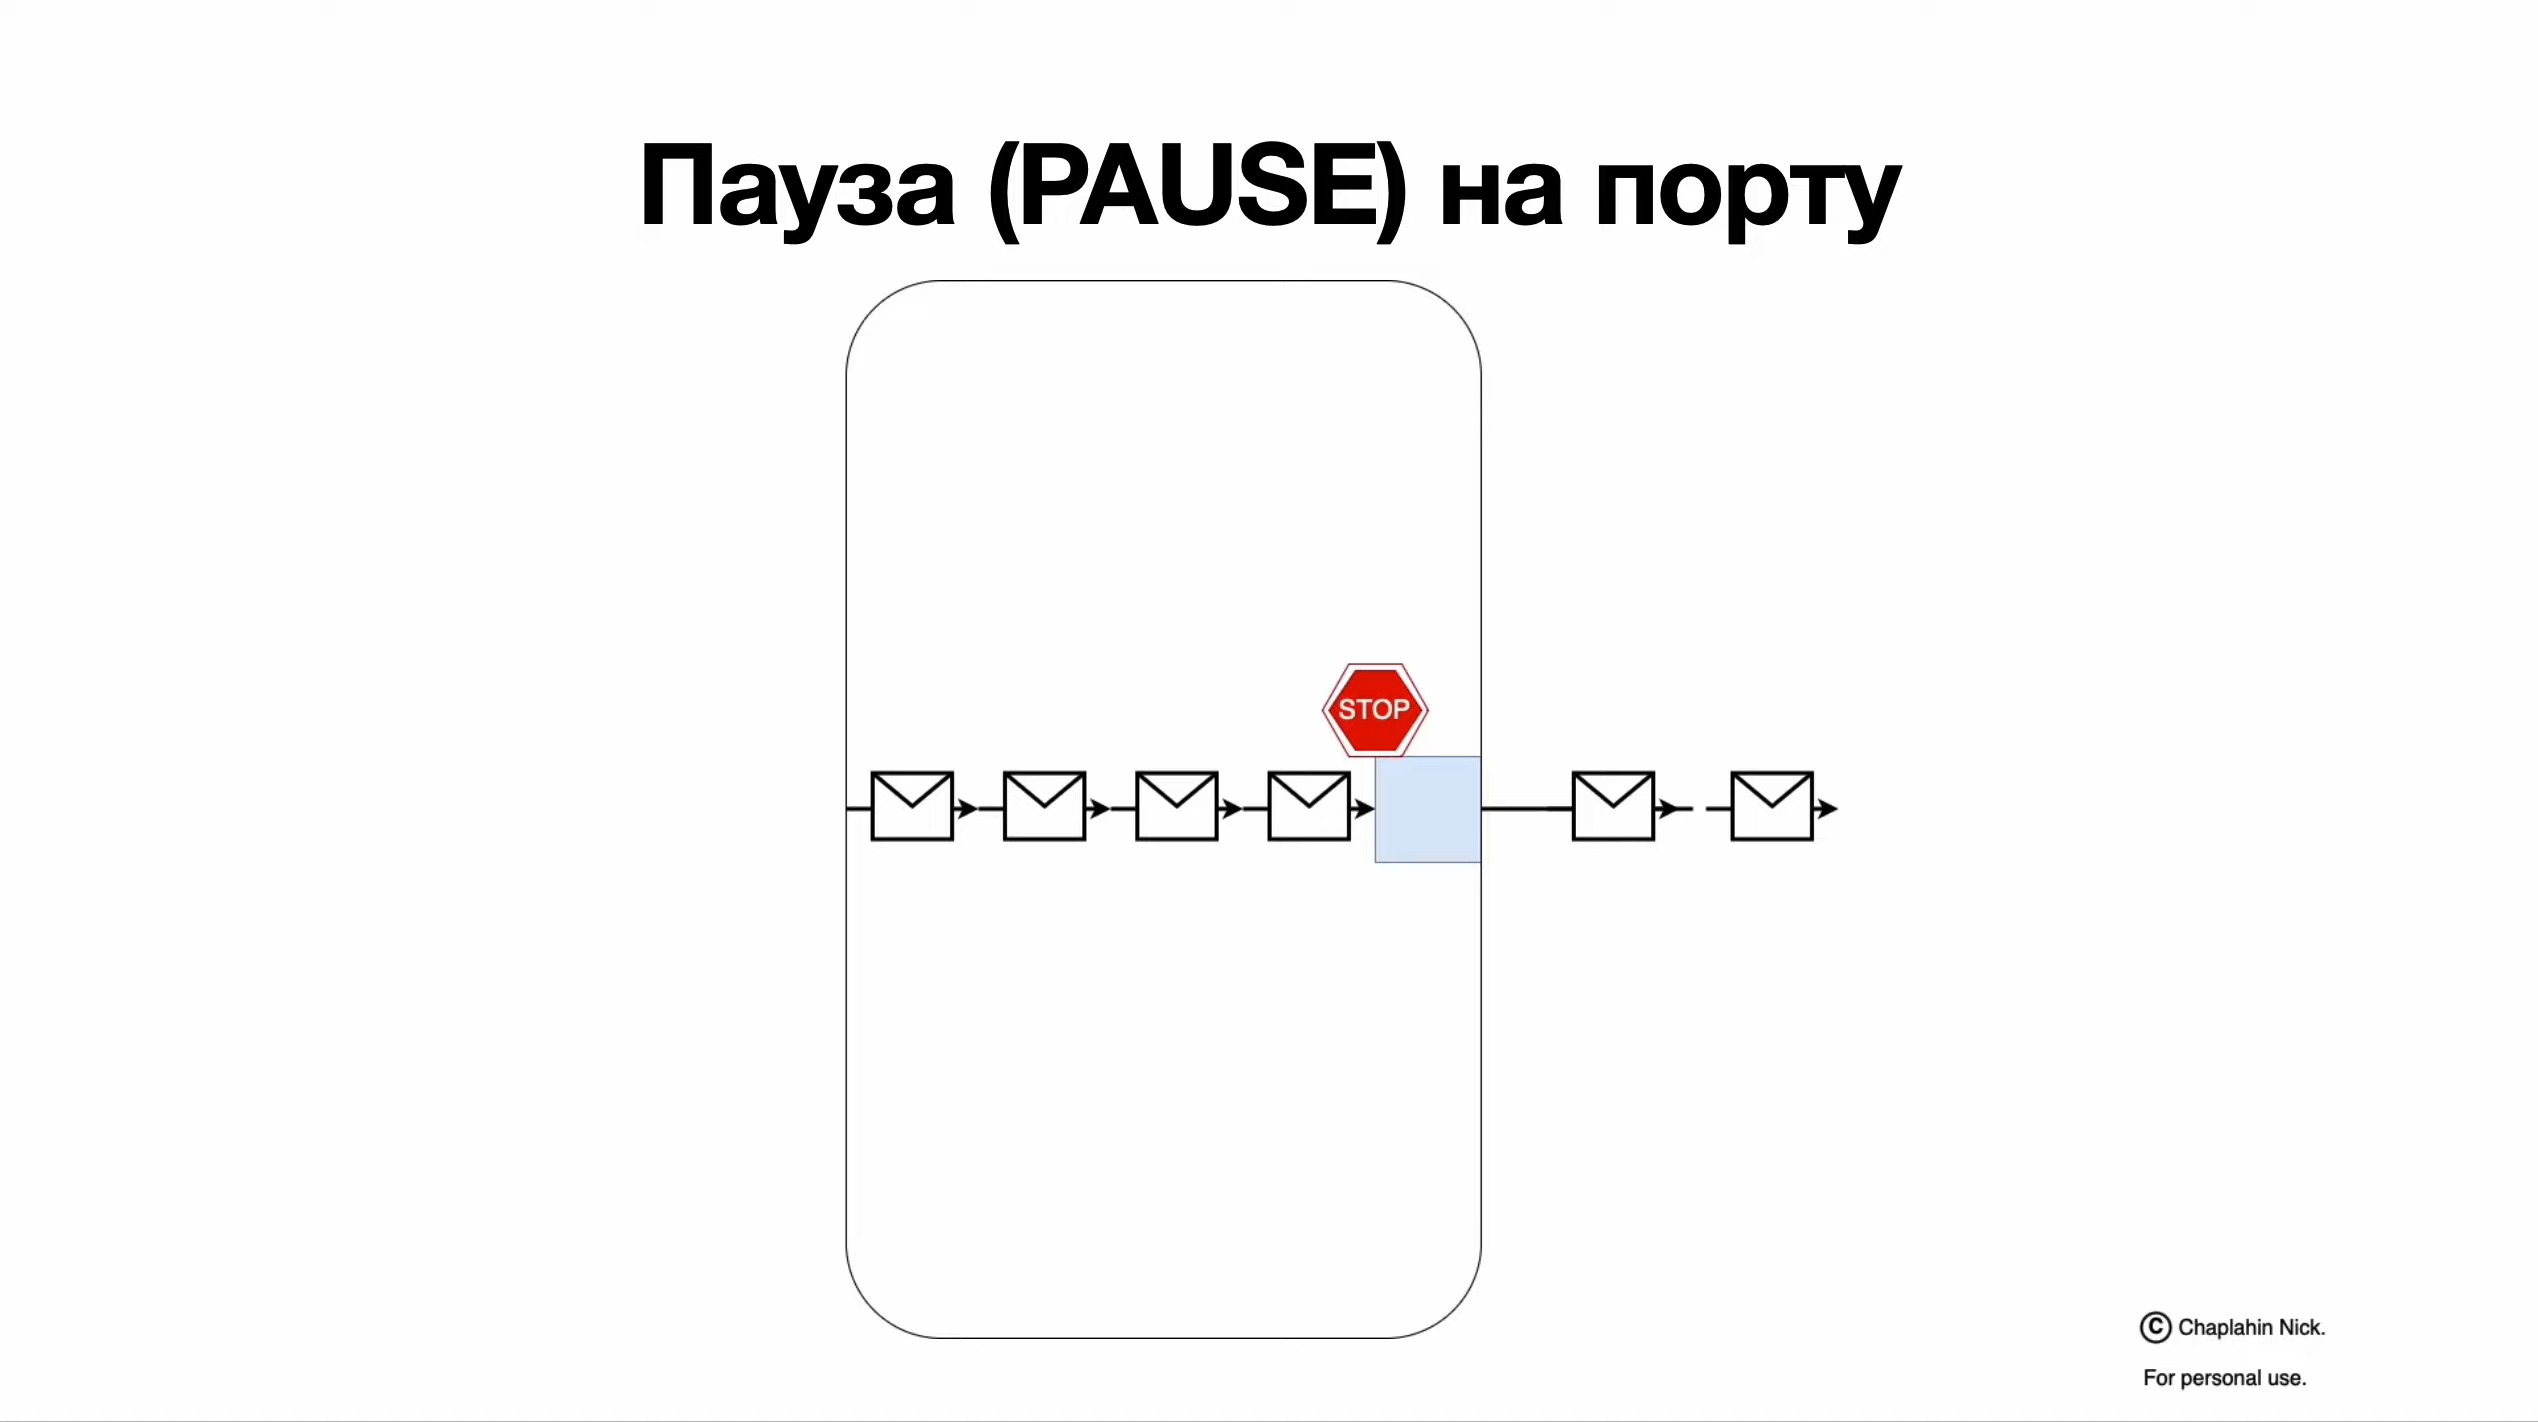 Пауза (PAUSE) на порту
STOP
© Chaplahin Nick.
For personal use.